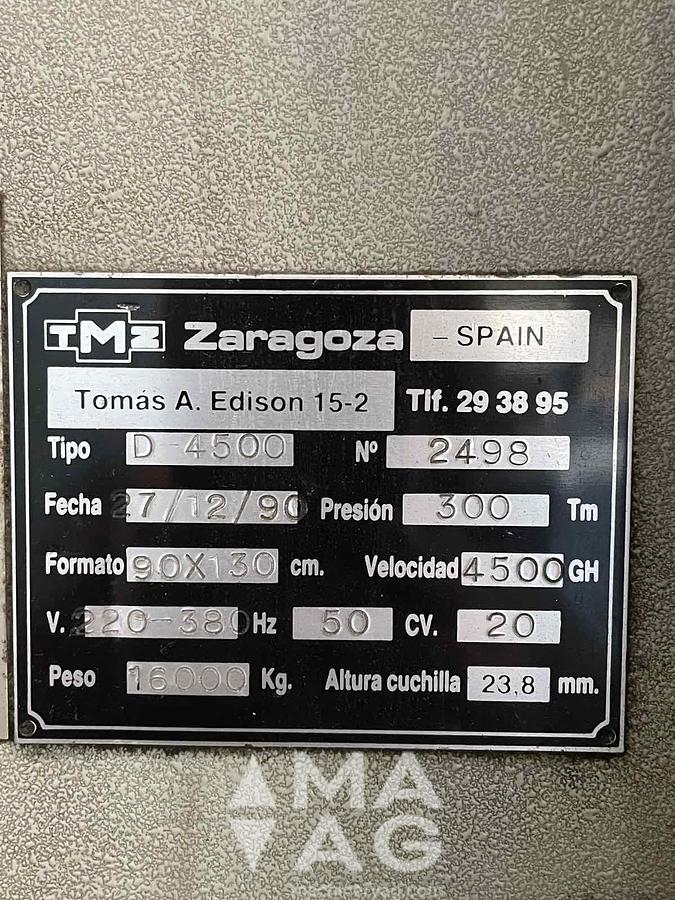 TMZ Zaragoza - SPAIN
Tomás A. Edison 15-2 Tlf. 29 38 95
Tipo D-4500 Nº 2498
Fecha 27/12/90 Presión 300 Tm
Formato 90X130 cm. Velocidad 4500 GH
V. 220-380 Hz 50 CV. 20
Peso 16000 Kg. Altura cuchilla 23,8 mm.
MA
AG